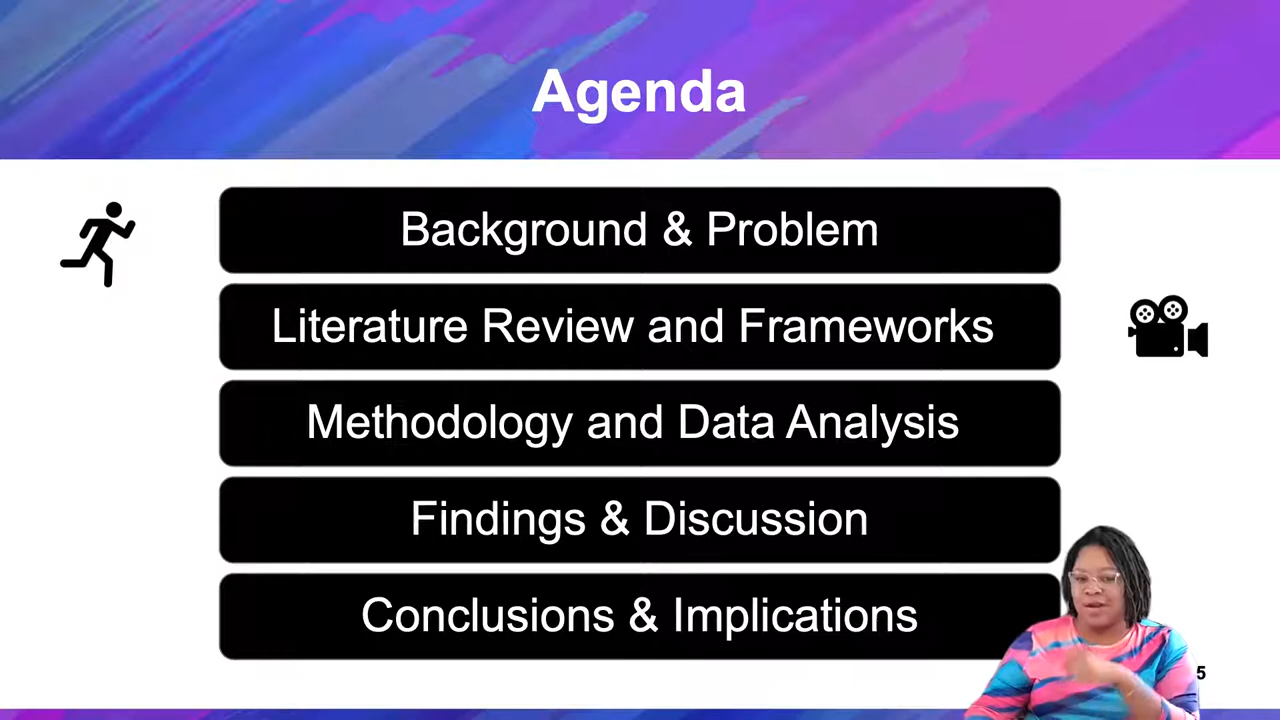 Agenda
Background & Problem
Literature Review and Frameworks
Methodology and Data Analysis
Findings & Discussion
Conclusions & Implications
5